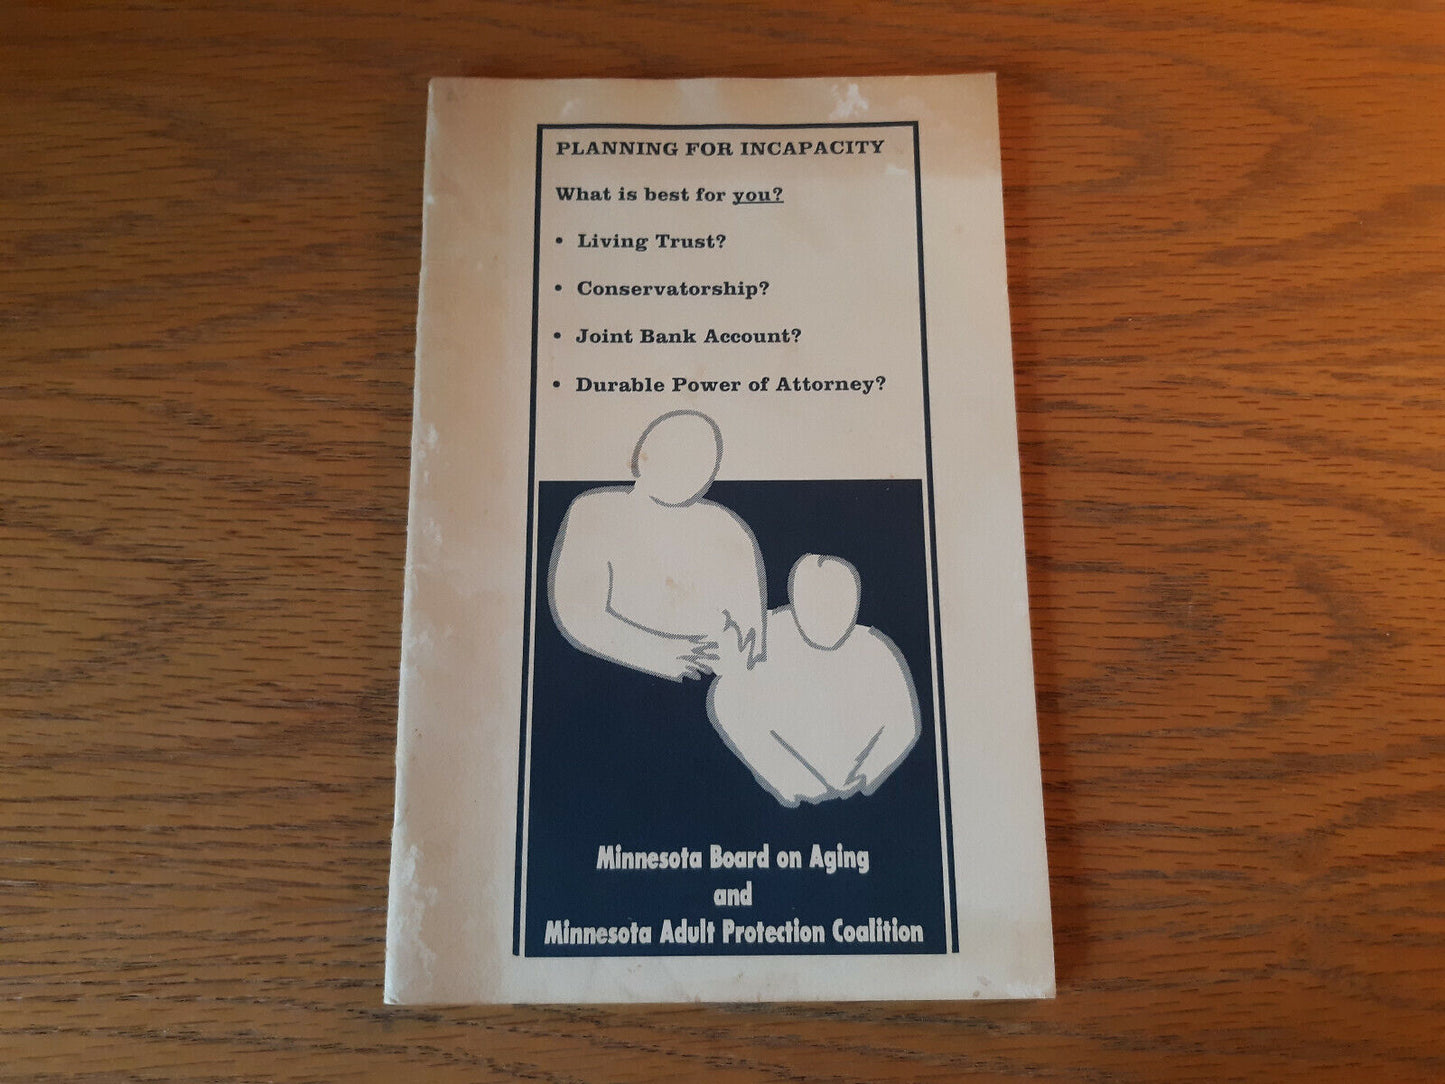 PLANNING FOR INCAPACITY
What is best for you?
• Living Trust?
• Conservatorship?
• Joint Bank Account?
• Durable Power of Attorney?
Minnesota Board on Aging
and
Minnesota Adult Protection Coalition